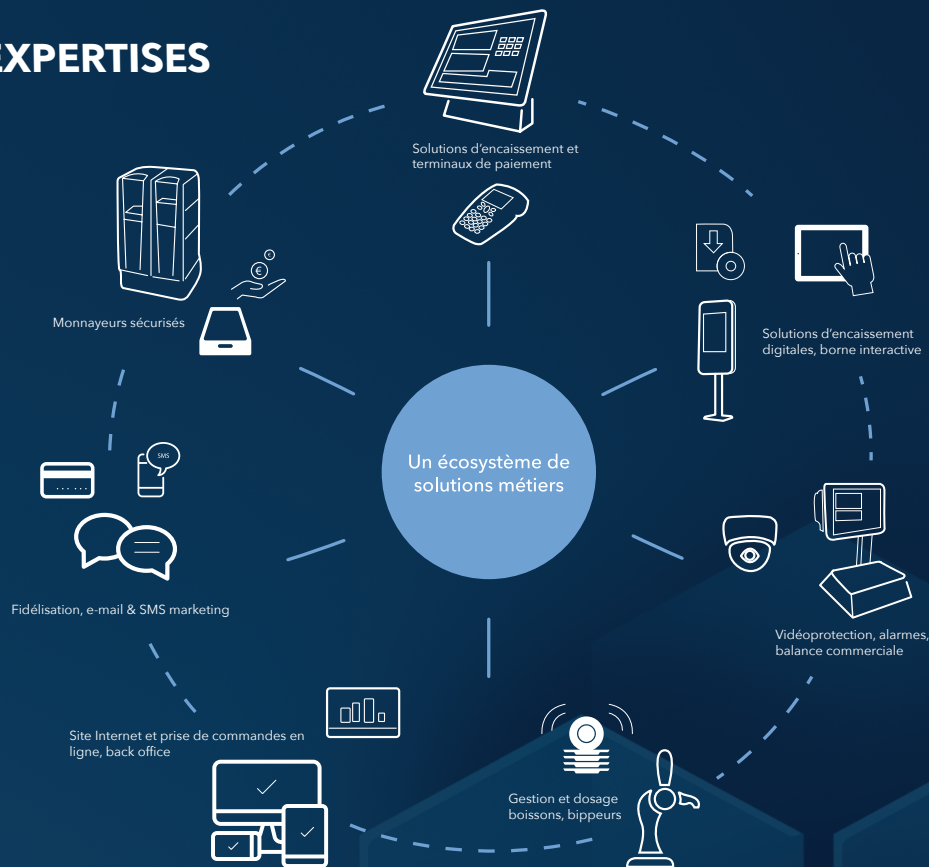 EXPERTISES
Solutions d’encaissement et
terminaux de paiement
Monnayeurs sécurisés
€
€
Solutions d’encaissement
digitales, borne interactive
Un écosystème de
solutions métiers
SMS
Fidélisation, e-mail & SMS marketing
Vidéoprotection, alarmes,
balance commerciale
Site Internet et prise de commandes en
ligne, back office
Gestion et dosage
boissons, bippeurs